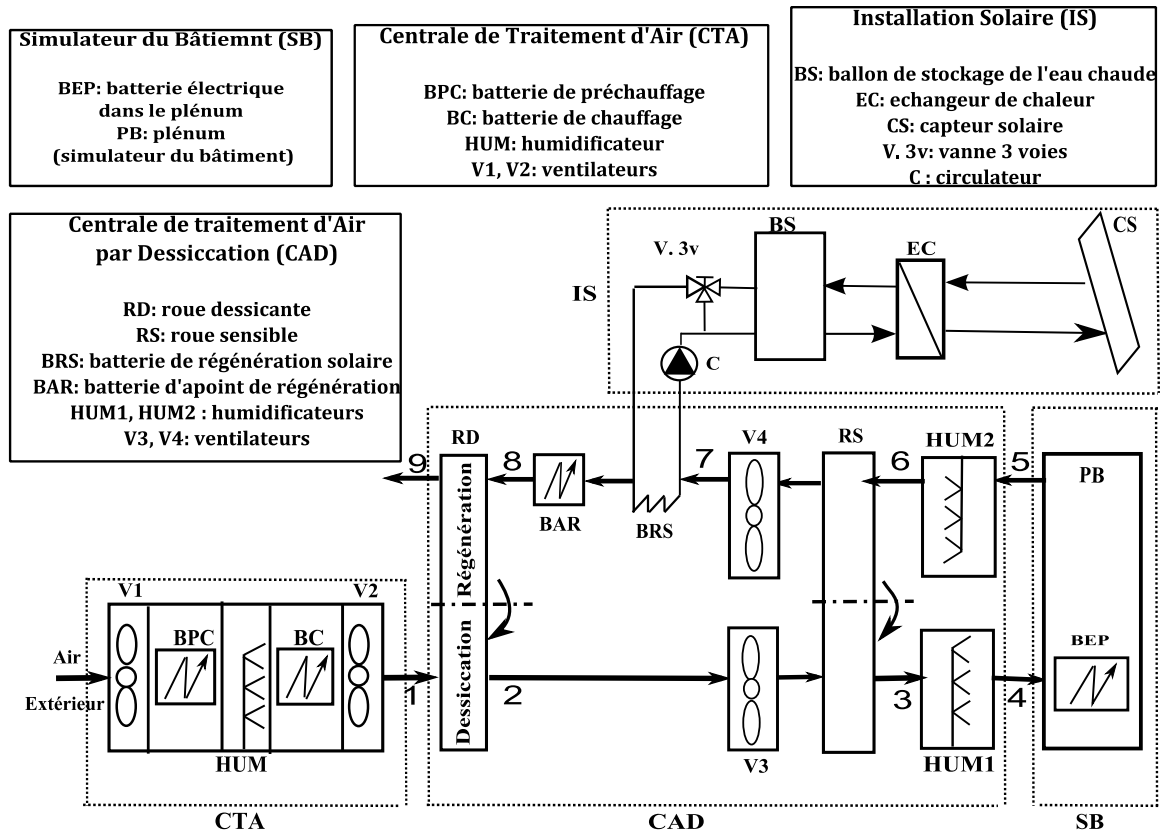 Simulateur du Bâtiemnt (SB)
BEP: batterie électrique
dans le plénum
PB: plénum
(simulateur du bâtiment)
Centrale de Traitement d'Air (CTA)
BPC: batterie de préchauffage
BC: batterie de chauffage
HUM: humidificateur
V1, V2: ventilateurs
Installation Solaire (IS)
BS: ballon de stockage de l'eau chaude
EC: echangeur de chaleur
CS: capteur solaire
V. 3v: vanne 3 voies
C : circulateur
Centrale de traitement d'Air
par Dessiccation (CAD)
RD: roue dessicante
RS: roue sensible
BRS: batterie de régénération solaire
BAR: batterie d'apoint de régénération
HUM1, HUM2 : humidificateurs
V3, V4: ventilateurs
IS
V. 3v
BS
EC
CS
C
RD
V4
RS
HUM2
PB
9
8
7
6
5
BAR
BRS
Régénération
Dessiccation
V1
V2
BPC
BC
Air
Extérieur
HUM
1
2
3
4
BEP
V3
HUM1
CTA
CAD
SB